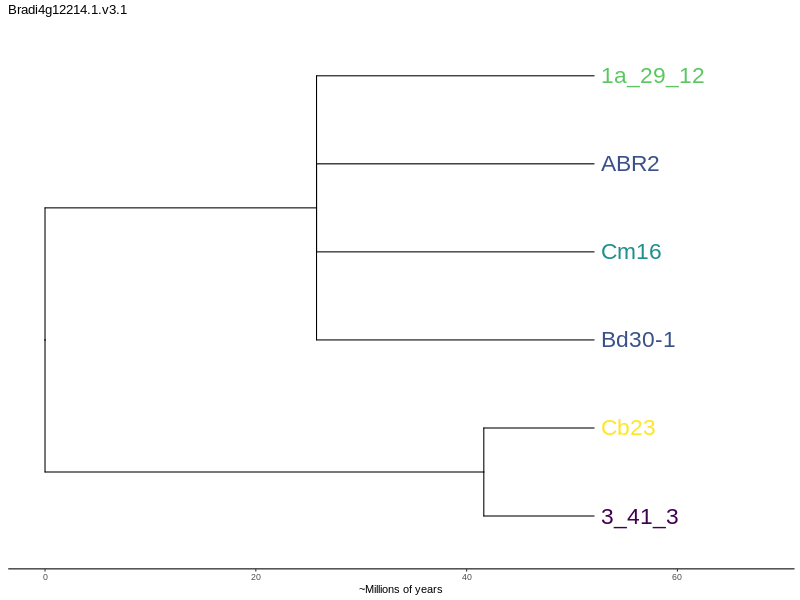 Bradi4g12214.1.v3.1
1a_29_12
ABR2
Cm16
Bd30-1
Cb23
3_41_3
0 20 40 60
~Millions of years